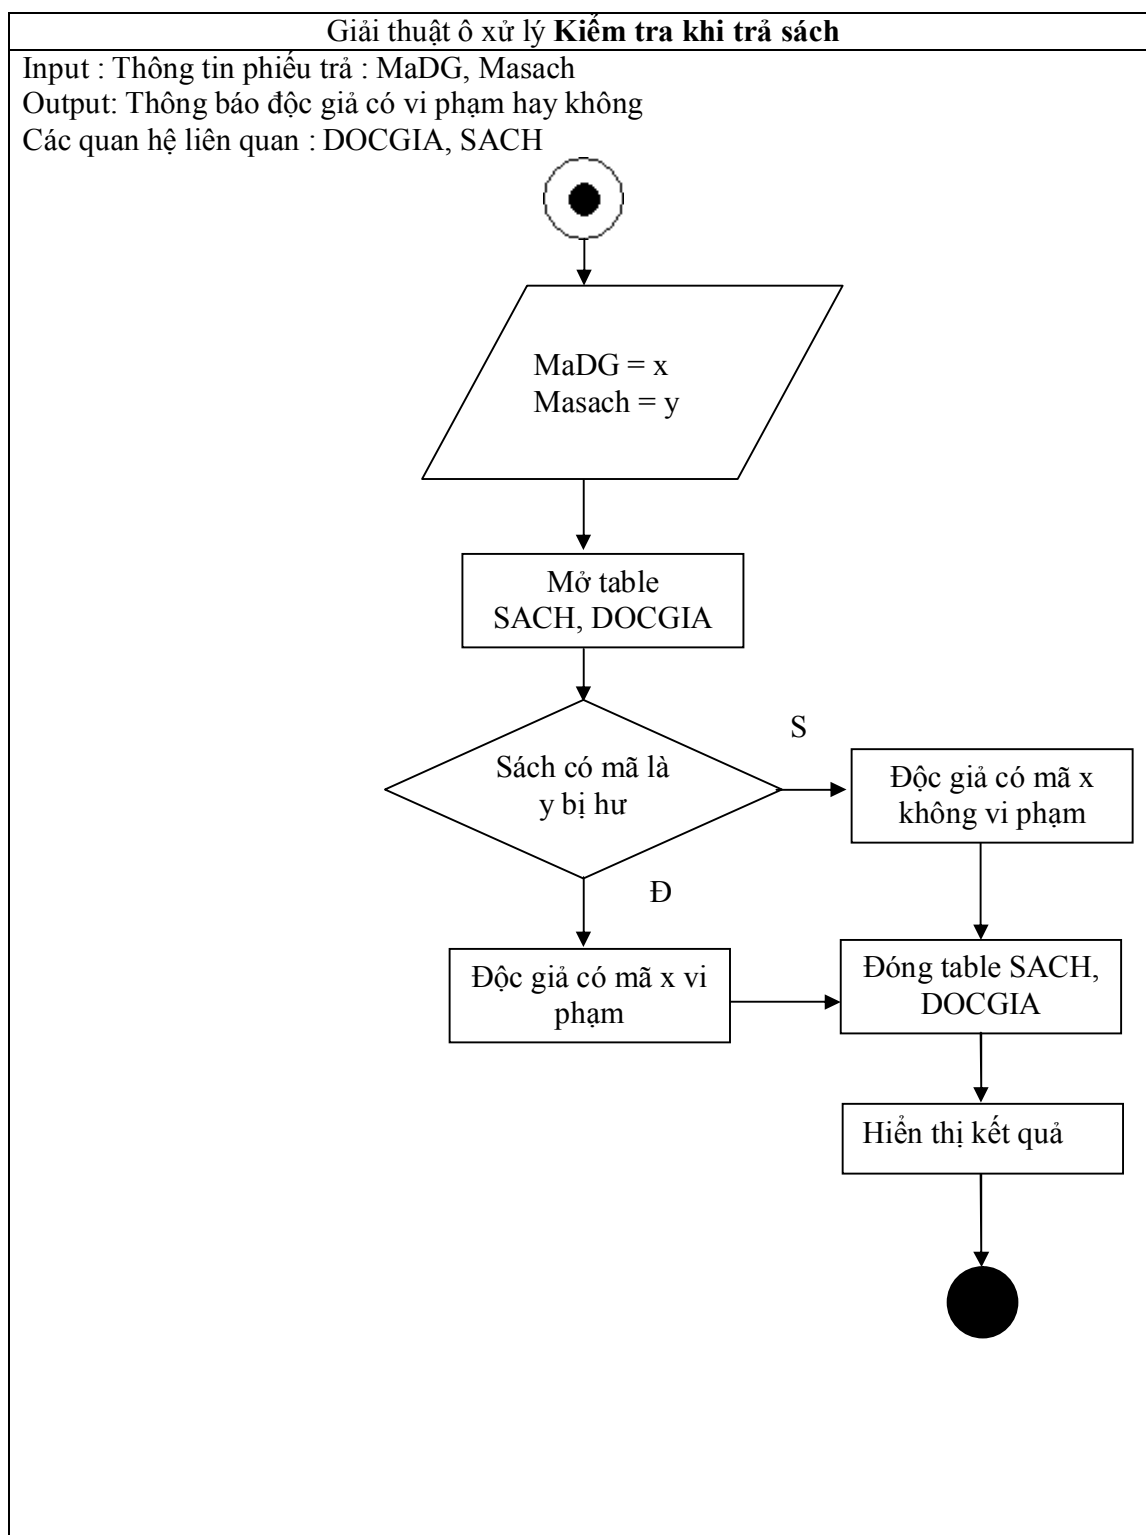 Giải thuật ô xử lý Kiểm tra khi trả sách
Input : Thông tin phiếu trả : MaDG, Masach
Output: Thông báo độc giả có vi phạm hay không
Các quan hệ liên quan : DOCGIA, SACH
MaDG = x
Masach = y
Mở table
SACH, DOCGIA
Sách có mã là
y bị hư
S
Độc giả có mã x
không vi phạm
Đ
Độc giả có mã x vi
phạm
Đóng table SACH,
DOCGIA
Hiển thị kết quả